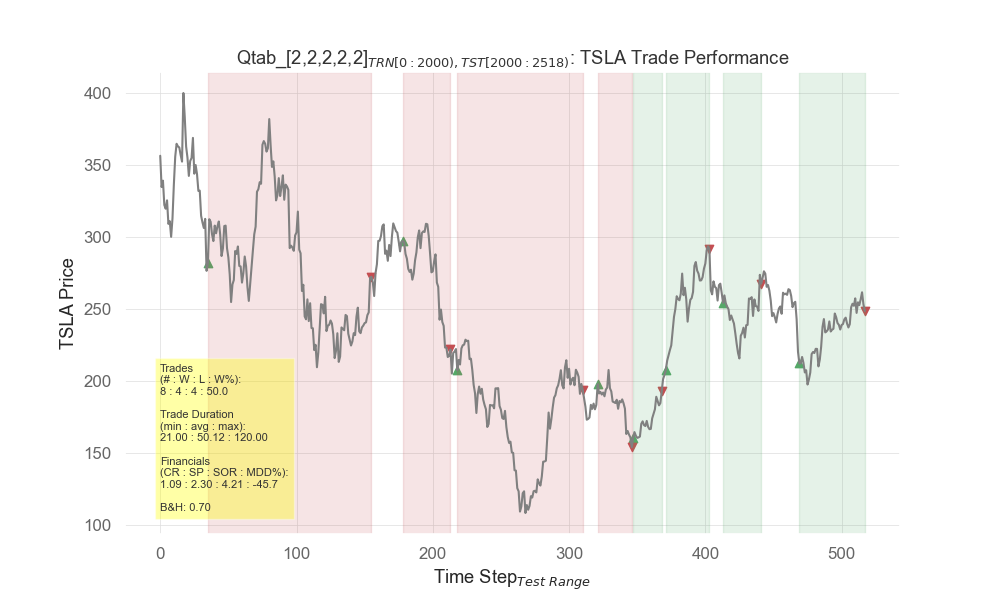 Qtab_[2,2,2,2,2]TRN[0 : 2000), TST[2000 : 2518): TSLA Trade Performance
400
350
300
250
200
150
100
TSLA Price
Trades
(# : W : L : W%):
8 : 4 : 4 : 50.0
Trade Duration
(min : avg : max):
21.00 : 50.12 : 120.00
Financials
(CR : SP : SOR : MDD%):
1.09 : 2.30 : 4.21 : -45.7
B&H: 0.70
0 100 200 300 400 500
Time StepTest Range